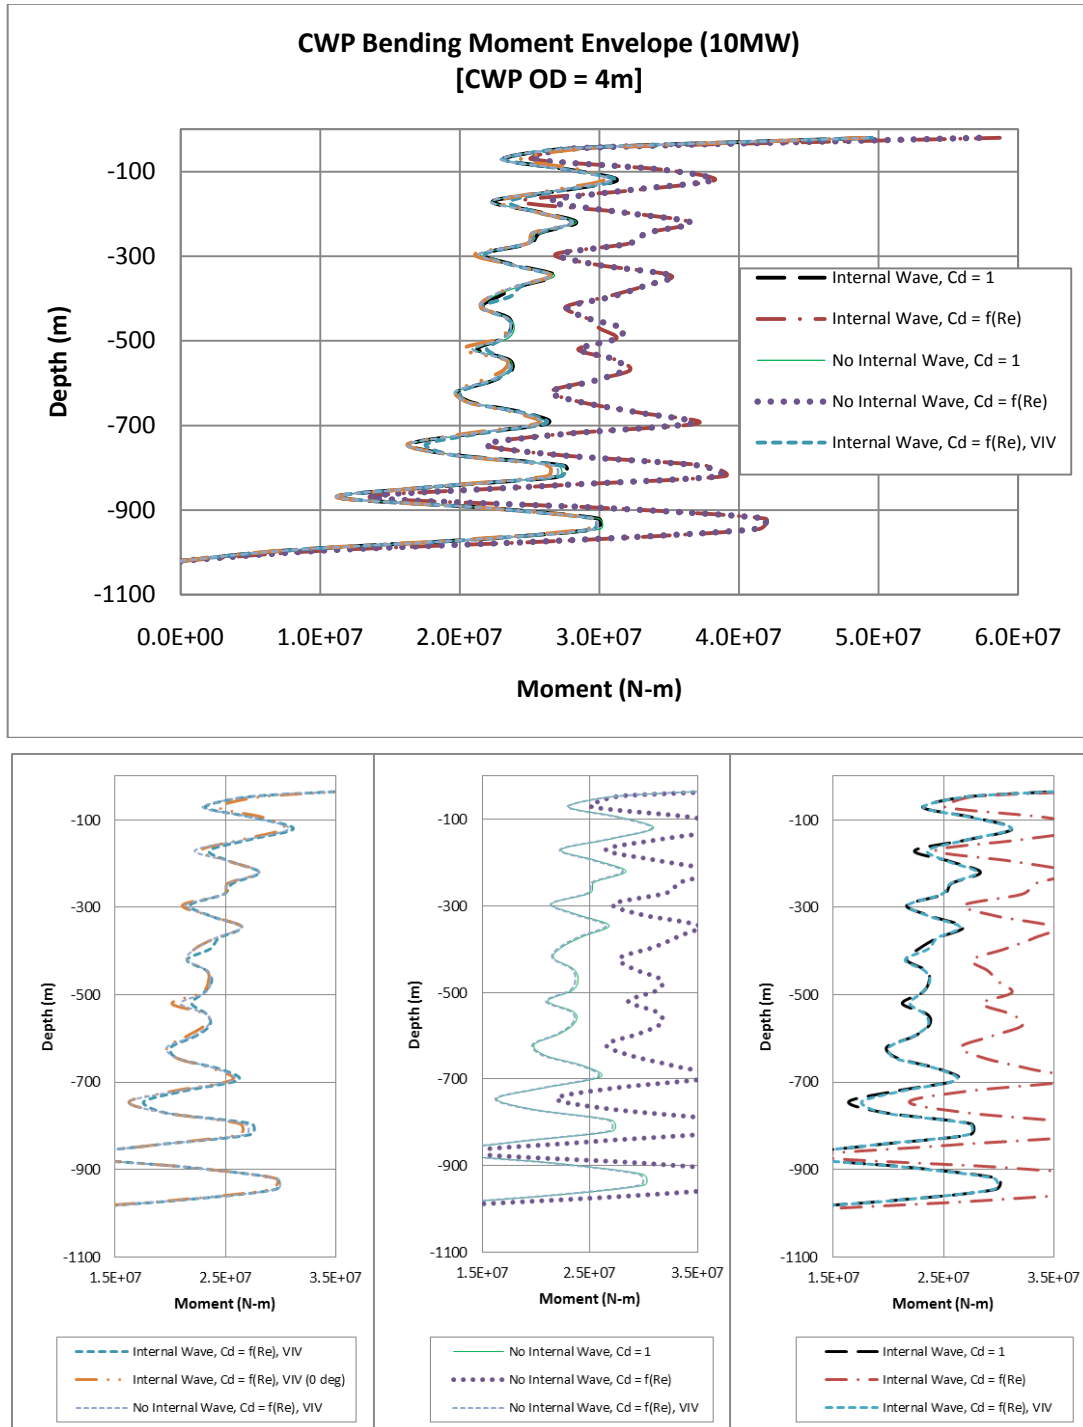 CWP Bending Moment Envelope (10MW)
[CWP OD = 4m]
-100
-300
-500
-700
-900
-1100
Depth (m)
0.0E+00 1.0E+07 2.0E+07 3.0E+07 4.0E+07 5.0E+07 6.0E+07
Moment (N-m)
Internal Wave, Cd = 1
Internal Wave, Cd = f(Re)
No Internal Wave, Cd = 1
No Internal Wave, Cd = f(Re)
Internal Wave, Cd = f(Re), VIV
-100
-300
-500
-700
-900
-1100
Depth (m)
1.5E+07 2.5E+07 3.5E+07
Moment (N-m)
Internal Wave, Cd = f(Re), VIV
Internal Wave, Cd = f(Re), VIV (0 deg)
No Internal Wave, Cd = f(Re), VIV
-100
-300
-500
-700
-900
-1100
Depth (m)
1.5E+07 2.5E+07 3.5E+07
Moment (N-m)
No Internal Wave, Cd = 1
No Internal Wave, Cd = f(Re)
No Internal Wave, Cd = f(Re), VIV
-100
-300
-500
-700
-900
-1100
Depth (m)
1.5E+07 2.5E+07 3.5E+07
Moment (N-m)
Internal Wave, Cd = 1
Internal Wave, Cd = f(Re)
Internal Wave, Cd = f(Re), VIV